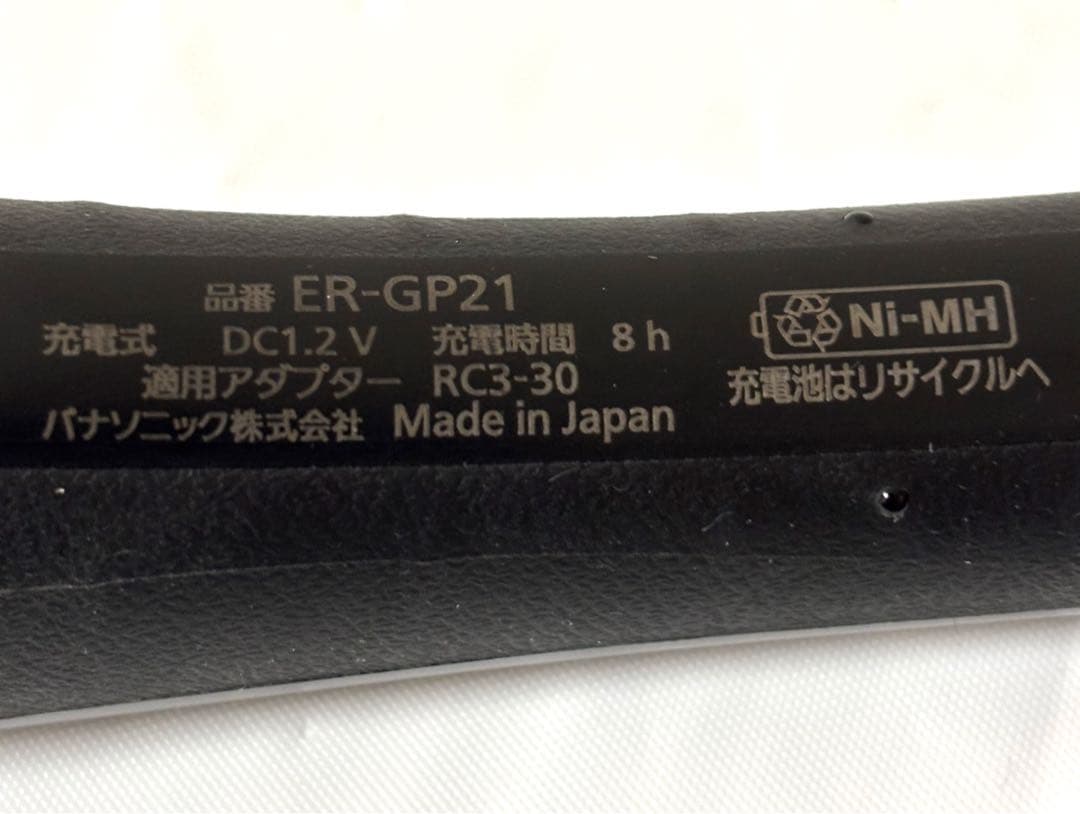 品番 ER-GP21
充電式 DC1.2 V 充電時間 8 h
適用アダプター RC3-30
パナソニック株式会社 Made in Japan
Ni-MH
充電池はリサイクルへ